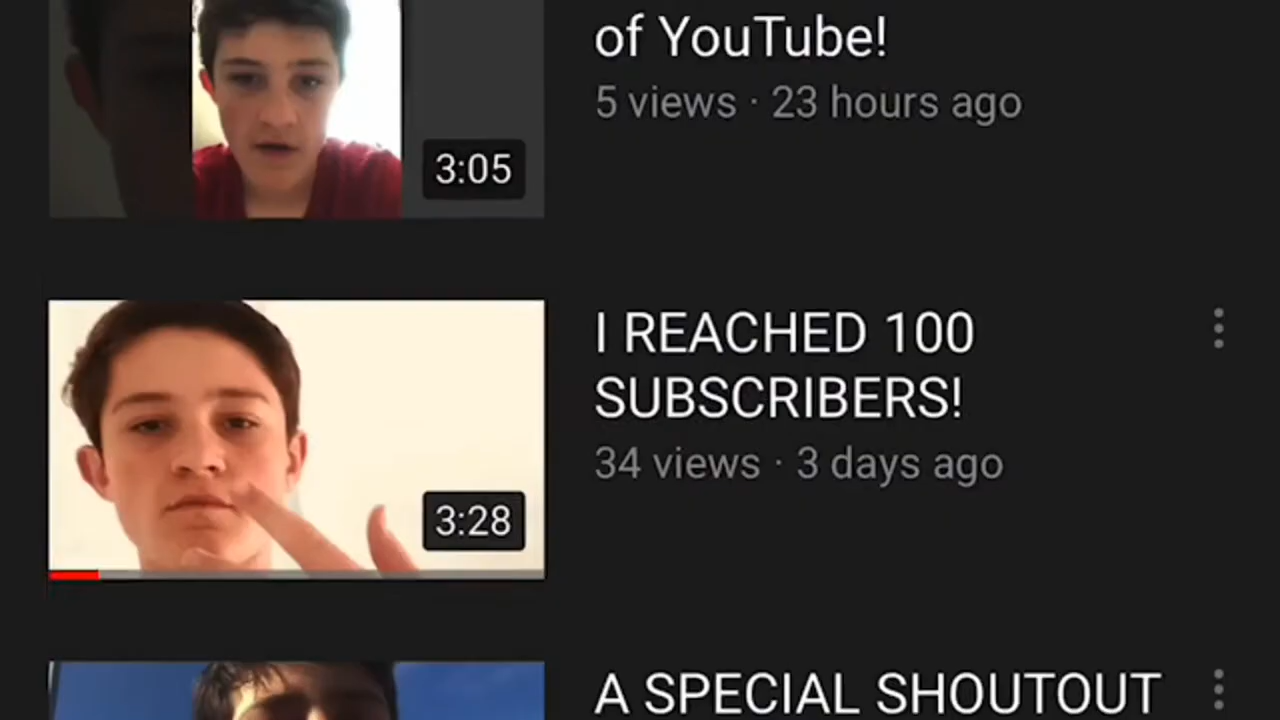 of YouTube!
5 views · 23 hours ago
3:05
I REACHED 100
SUBSCRIBERS!
34 views · 3 days ago
3:28
A SPECIAL SHOUTOUT